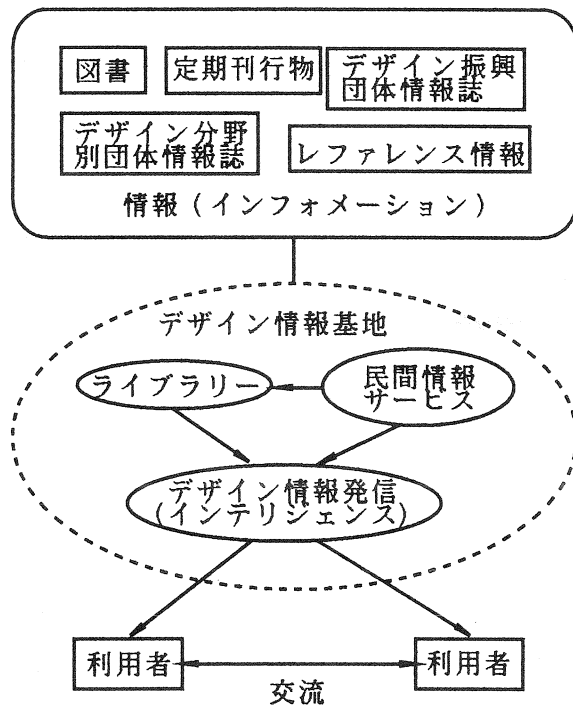 図書
定期刊行物
デザイン振興
団体情報誌
デザイン分野
別団体情報誌
レファレンス情報
情報(インフォメーション)
デザイン情報基地
ライブラリー
民間情報
サービス
デザイン情報発信
(インテリジェンス)
利用者
利用者
交流